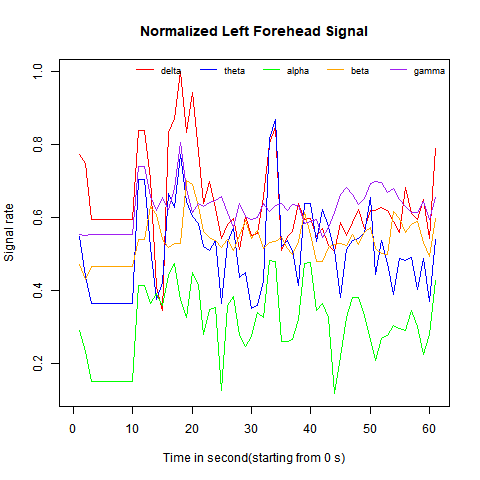 Normalized Left Forehead Signal
delta theta alpha beta gamma
Signal rate
1.0
0.8
0.6
0.4
0.2
0 10 20 30 40 50 60
Time in second(starting from 0 s)